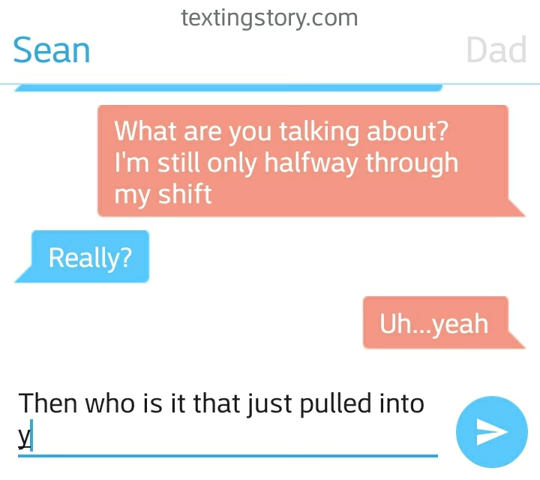 textingstory.com
Sean
Dad
What are you talking about?
I'm still only halfway through
my shift
Really?
Uh...yeah
Then who is it that just pulled into
y